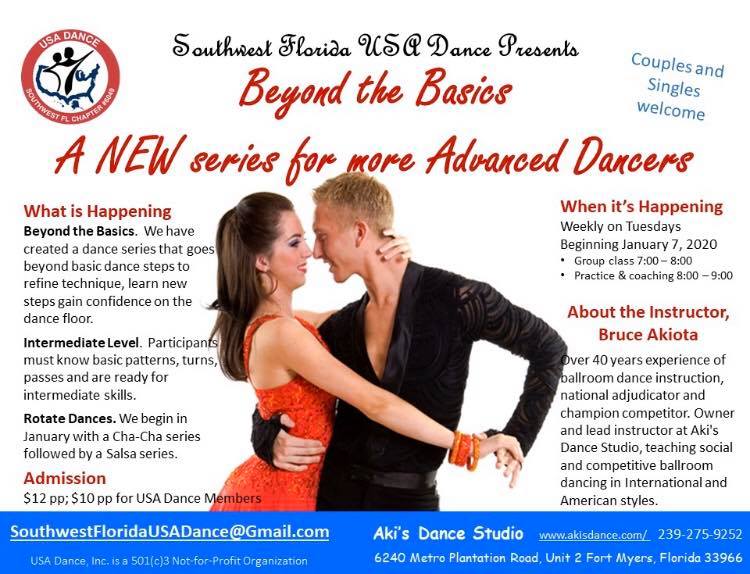 USA DANCE
SOUTHWEST FL CHAPTER #6049
Southwest Florida USA Dance Presents
Beyond the Basics
Couples and
Singles
welcome
A NEW series for more Advanced Dancers
What is Happening
Beyond the Basics.  We have
created a dance series that goes
beyond basic dance steps to
refine technique, learn new
steps gain confidence on the
dance floor.
Intermediate Level.  Participants
must know basic patterns, turns,
passes and are ready for
intermediate skills.
Rotate Dances. We begin in
January with a Cha-Cha series
followed by a Salsa series.
Admission
$12 pp; $10 pp for USA Dance Members
When it's Happening
Weekly on Tuesdays
Beginning January 7, 2020
• Group class 7:00 – 8:00
• Practice & coaching 8:00 – 9:00
About the Instructor,
Bruce Akiota
Over 40 years experience of
ballroom dance instruction,
national adjudicator and
champion competitor. Owner
and lead instructor at Aki's
Dance Studio, teaching social
and competitive ballroom
dancing in International and
American styles.
SouthwestFloridaUSADance@Gmail.com
USA Dance, Inc. is a 501(c)3 Not-for-Profit Organization
Aki's Dance Studio www.akisdance.com/ 239-275-9252
6240 Metro Plantation Road, Unit 2 Fort Myers, Florida 33966